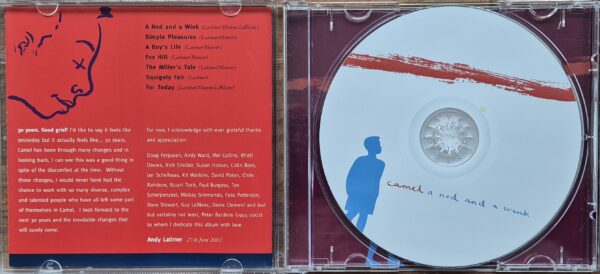 A Nod and a Wink (Latimer/Hoover/LeBlanc)
Simple Pleasures (Latimer/Hoover)
A Boy's Life (Latimer/Hoover)
Fox Hill (Latimer/Hoover)
The Miller's Tale (Latimer/Hoover)
Squigely Fair (Latimer)
For Today (Latimer/Hoover/LeBlanc)
30 years. Good grief! I'd like to say it feels like
yesterday but it actually feels like... 30 years.
Camel has been through many changes and in
looking back, I can see this was a good thing in
spite of the discomfort at the time. Without
those changes, I would never have had the
chance to work with so many diverse, complex
and talented people who have all left some part
of themselves in Camel. I look forward to the
next 30 years and the inevitable changes that
will surely come.
For now, I acknowledge with ever grateful thanks
and appreciation:
Doug Ferguson, Andy Ward, Mel Collins, Rhett
Davies, Rich Sinclair, Susan Hoover, Colin Bass,
Jan Schelhaas, Kit Watkins, David Paton, Chris
Rainbow, Stuart Tosh, Paul Burgess, Ton
Scherpenzeel, Mickey Simmonds, Foss Patterson,
Dave Stewart, Guy LeBlanc, Denis Clement and last
but certainly not least, Peter Bardens (1945-2002)
to whom I dedicate this album with love.
Andy Latimer 27th June 2002
camel a nod and a wink